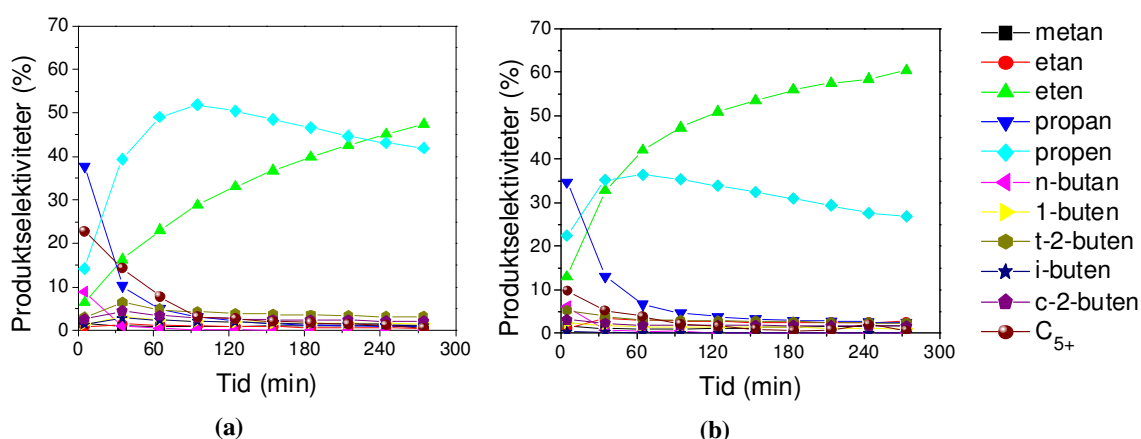 70
60
50
40
30
20
10
0
0 60 120 180 240 300
Produktselektiviteter (%)
Tid (min)
(a)
70
60
50
40
30
20
10
0
0 60 120 180 240 300
Produktselektiviteter (%)
Tid (min)
(b)
metan
etan
eten
propan
propen
n-butan
1-buten
t-2-buten
i-buten
c-2-buten
C5+